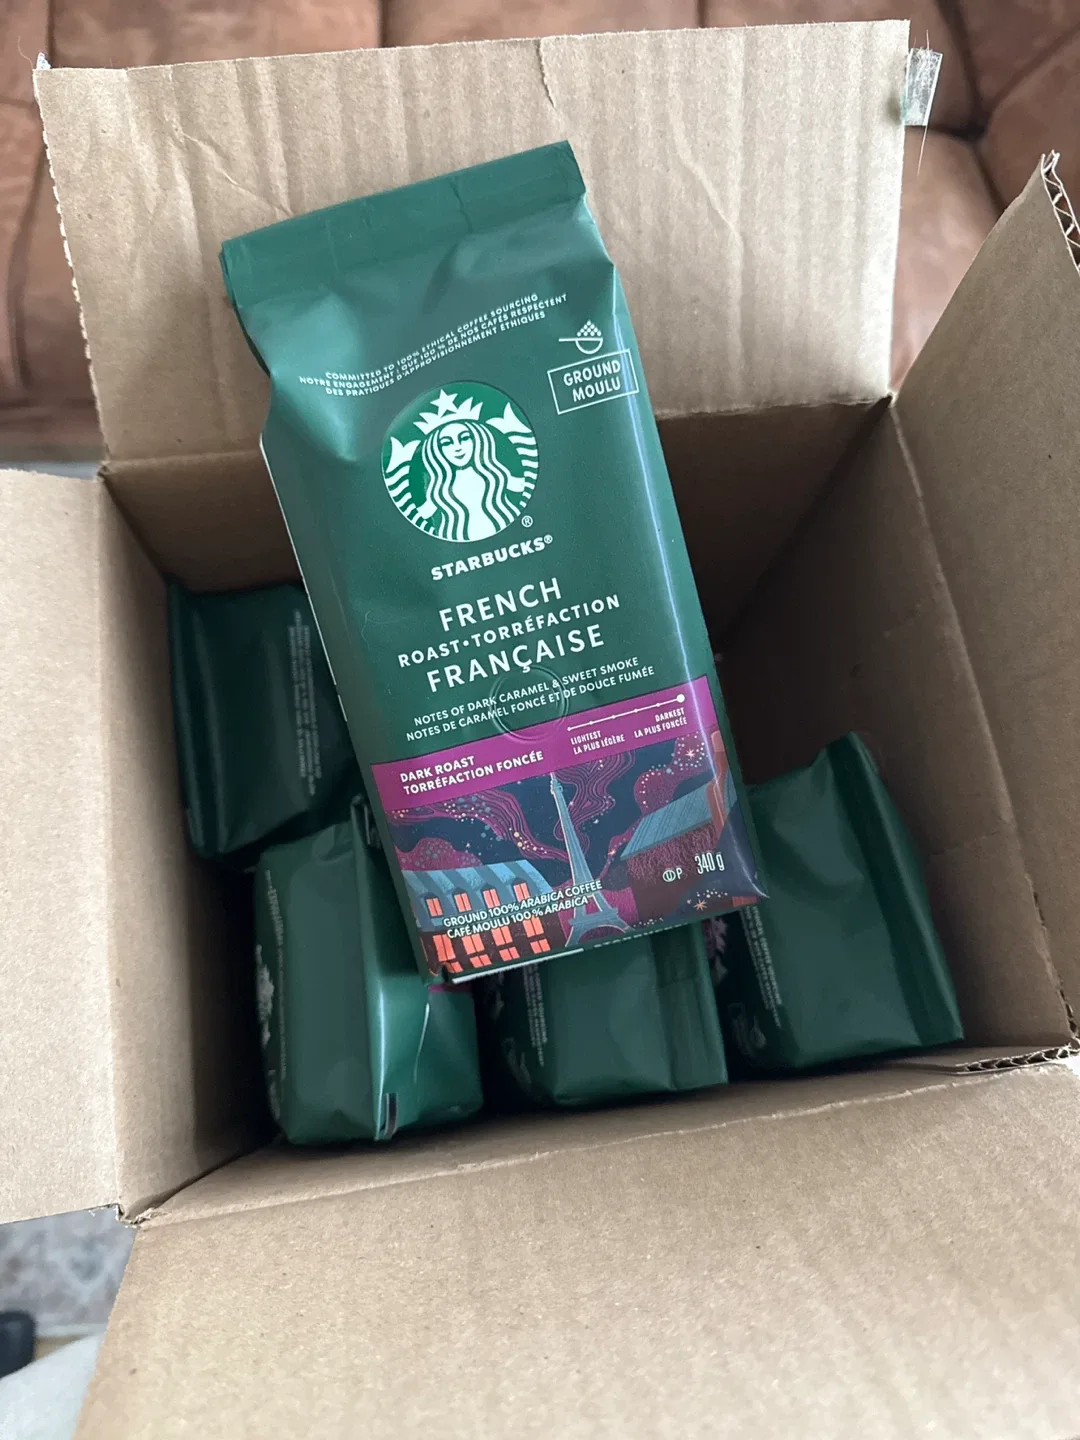 COMMITTED TO 100% ETHICAL COFFEE SOURCING
NOTRE ENGAGEMENT : QUE 100 % DE NOS CAFÉS RESPECTENT
DES PRATIQUES D'APPROVISIONNEMENT ÉTHIQUES
GROUND
MOULU
®
STARBUCKS®
FRENCH
ROAST•TORRÉFACTION
FRANÇAISE
NOTES OF DARK CARAMEL & SWEET SMOKE
NOTES DE CARAMEL FONCÉ ET DE DOUCE FUMÉE
LIGHTEST
LA PLUS LÉGÈRE
DARKEST
LA PLUS FONCÉE
DARK ROAST
TORRÉFACTION FONCÉE
U P 340 g
GROUND 100% ARABICA COFFEE
CAFÉ MOULU 100 % ARABICA